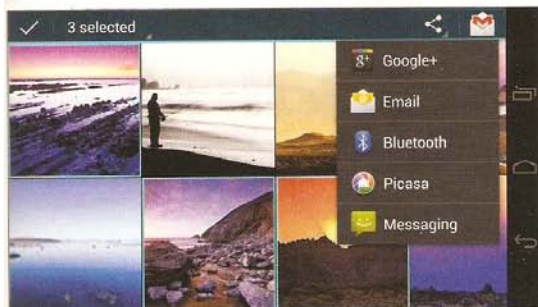 3 selected
Google+
Email
Bluetooth
Picasa
Messaging